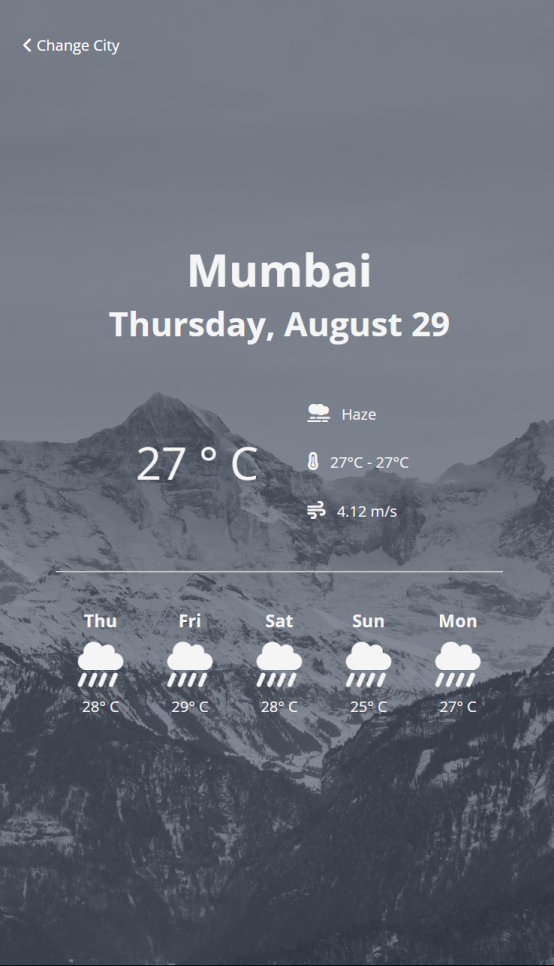 Change City
Mumbai
Thursday, August 29
27 ° C
Haze
27°C - 27°C
4.12 m/s
Thu Fri Sat Sun Mon
28° C 29° C 28° C 25° C 27° C